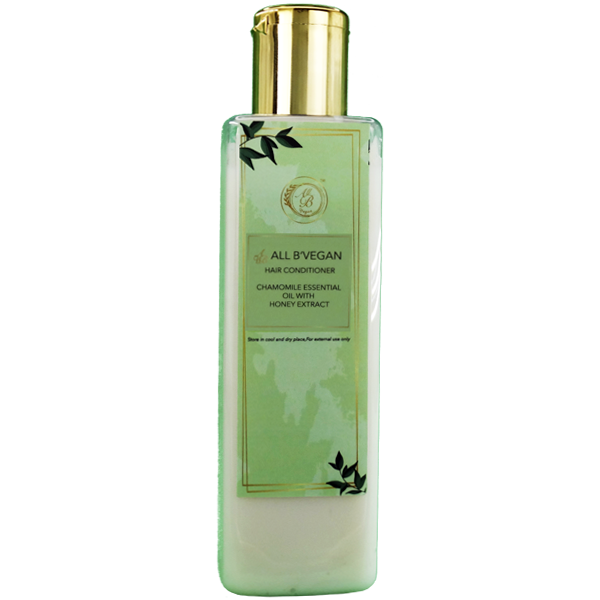 ALL B'VEGAN
HAIR CONDITIONER
CHAMOMILE ESSENTIAL
OIL WITH
HONEY EXTRACT
Store in cool and dry place,For external use only